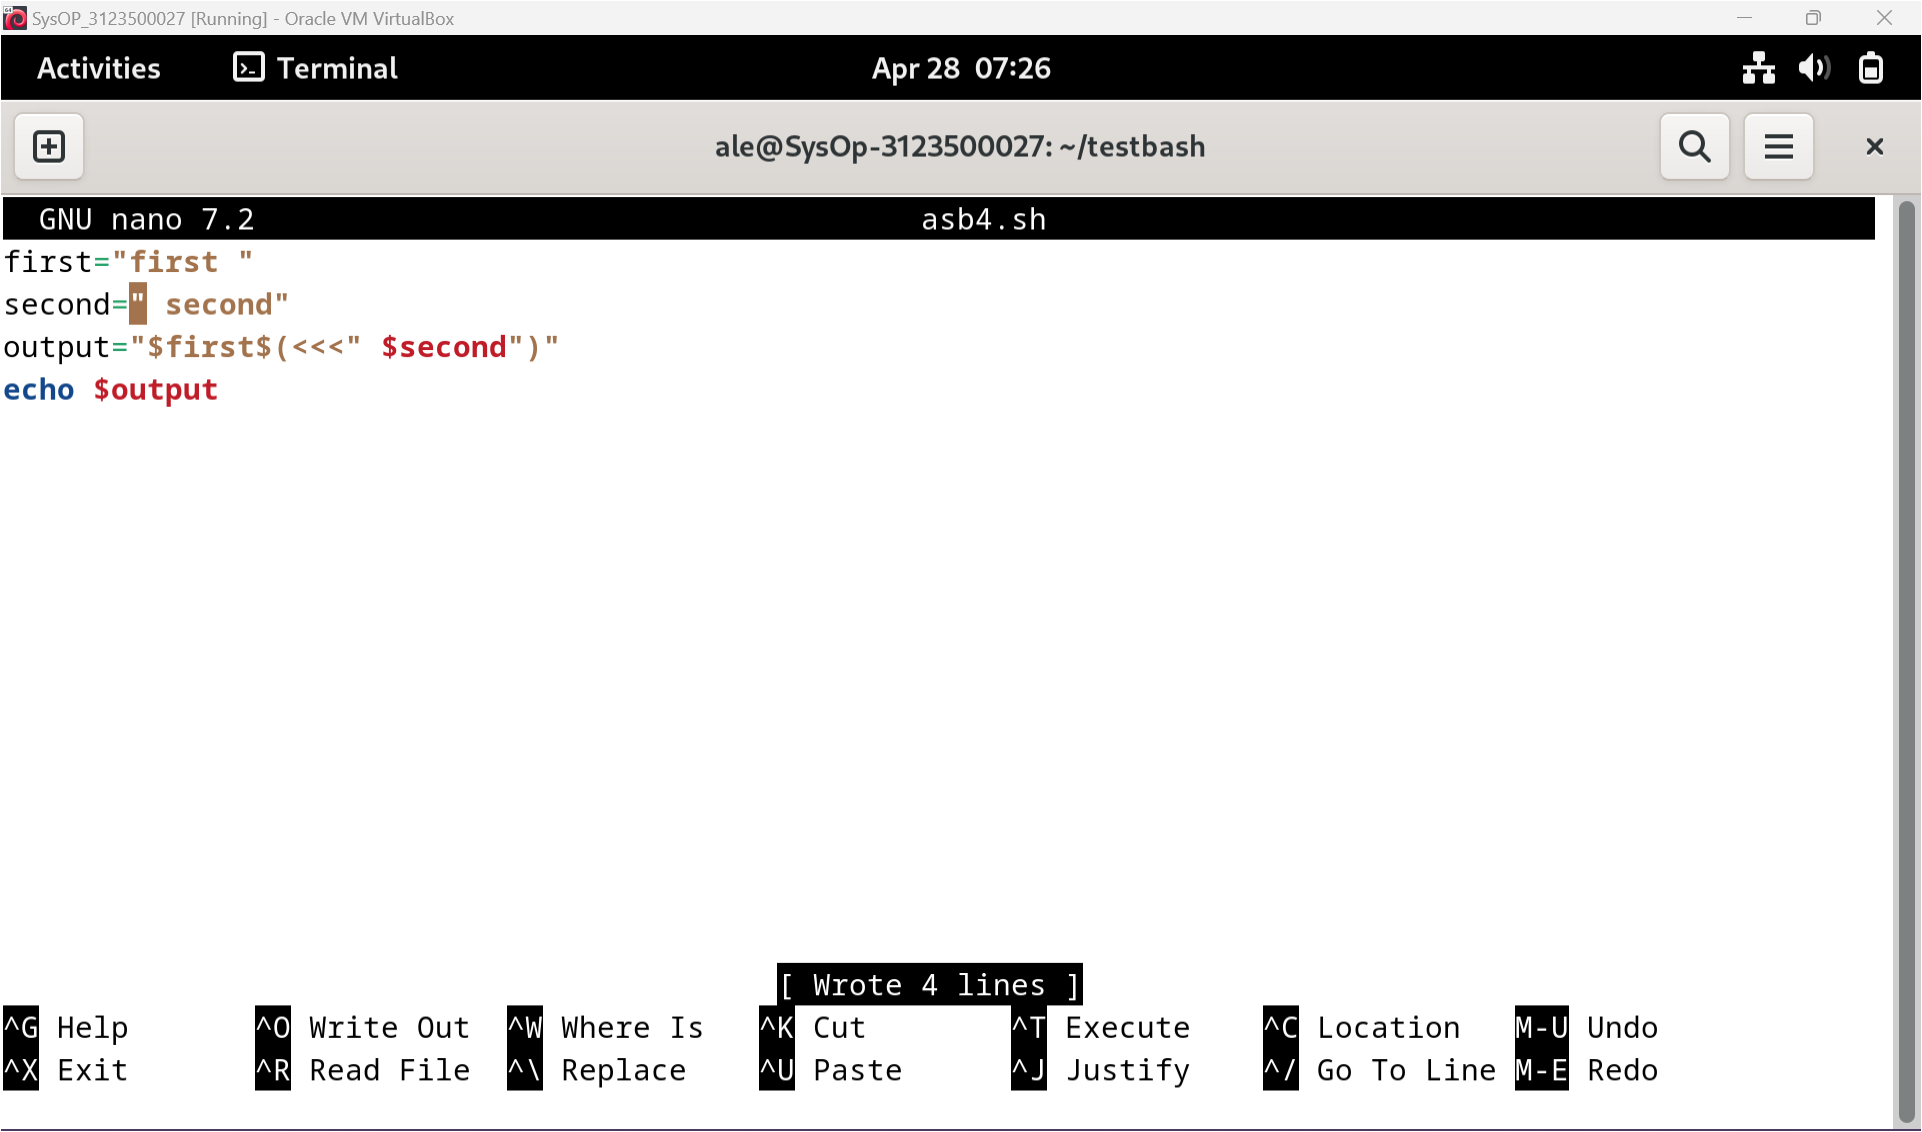 SysOP_3123500027 [Running] - Oracle VM VirtualBox
Activities Terminal Apr 28 07:26
ale@SysOp-3123500027: ~/testbash
GNU nano 7.2 asb4.sh
first="first "
second=" second"
output="$first$(<<<" $second")"
echo $output
[ Wrote 4 lines ]
^G Help ^O Write Out ^W Where Is ^K Cut ^T Execute ^C Location M-U Undo
^X Exit ^R Read File ^\ Replace ^U Paste ^J Justify ^/ Go To Line M-E Redo